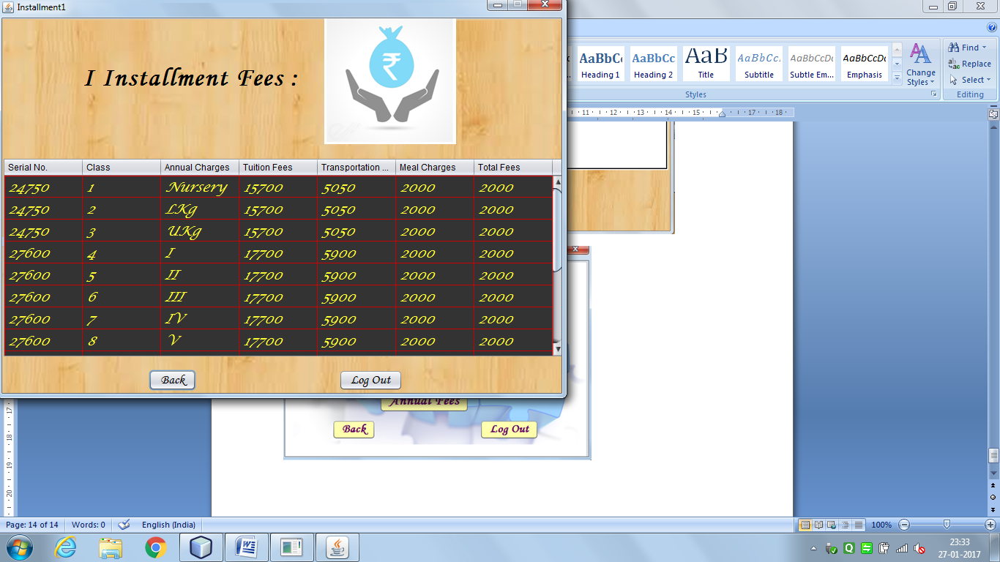 Installment1
I Installment Fees :
₹
Serial No. Class Annual Charges Tuition Fees Transportation ... Meal Charges Total Fees
24750 1 Nursery 15700 5050 2000 2000
24750 2 LKg 15700 5050 2000 2000
24750 3 UKg 15700 5050 2000 2000
27600 4 I 17700 5900 2000 2000
27600 5 II 17700 5900 2000 2000
27600 6 III 17700 5900 2000 2000
27600 7 IV 17700 5900 2000 2000
27600 8 V 17700 5900 2000 2000
Back Log Out
AaBbCc AaBbCc AaB AaBbCc. AaBbCcDc AaBbCcDc
Heading 1 Heading 2 Title Subtitle Subtle Em... Emphasis
Change
Styles
Styles
Find
Replace
Select
Editing
11 12 13 14 15 17 18
17
18
19
20
Annual Fees
Back Log Out
Page: 14 of 14 Words: 0 English (India) 100%
23:33
27-01-2017